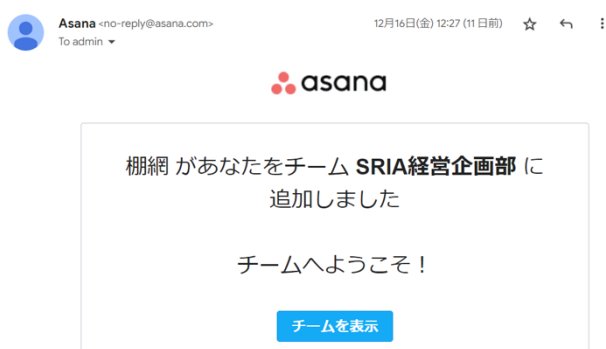 Asana <no-reply@asana.com>
12月16日(金) 12:27 (11 日前)
To admin
asana
棚網 があなたをチーム SRIA経営企画部 に
追加しました
チームへようこそ！
チームを表示